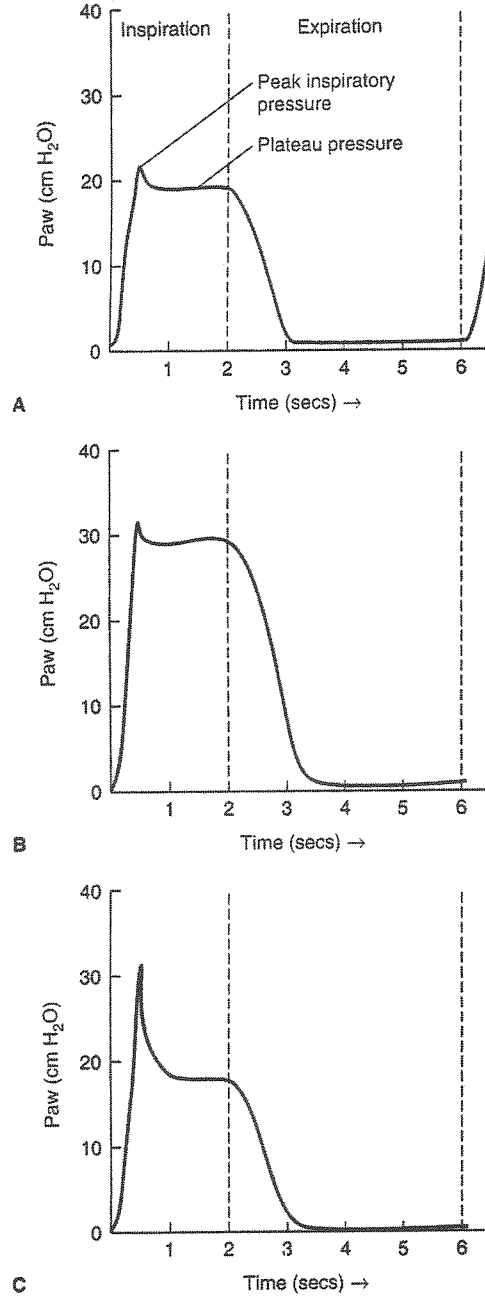 40
Inspiration
Expiration
30
Peak inspiratory
pressure
Plateau pressure
Paw (cm H₂O)
20
10
0
1
2
3
4
5
6
A
Time (secs) →
40
30
Paw (cm H₂O)
20
10
0
1
2
3
4
5
6
B
Time (secs) →
40
30
Paw (cm H₂O)
20
10
0
1
2
3
4
5
6
C
Time (secs) →